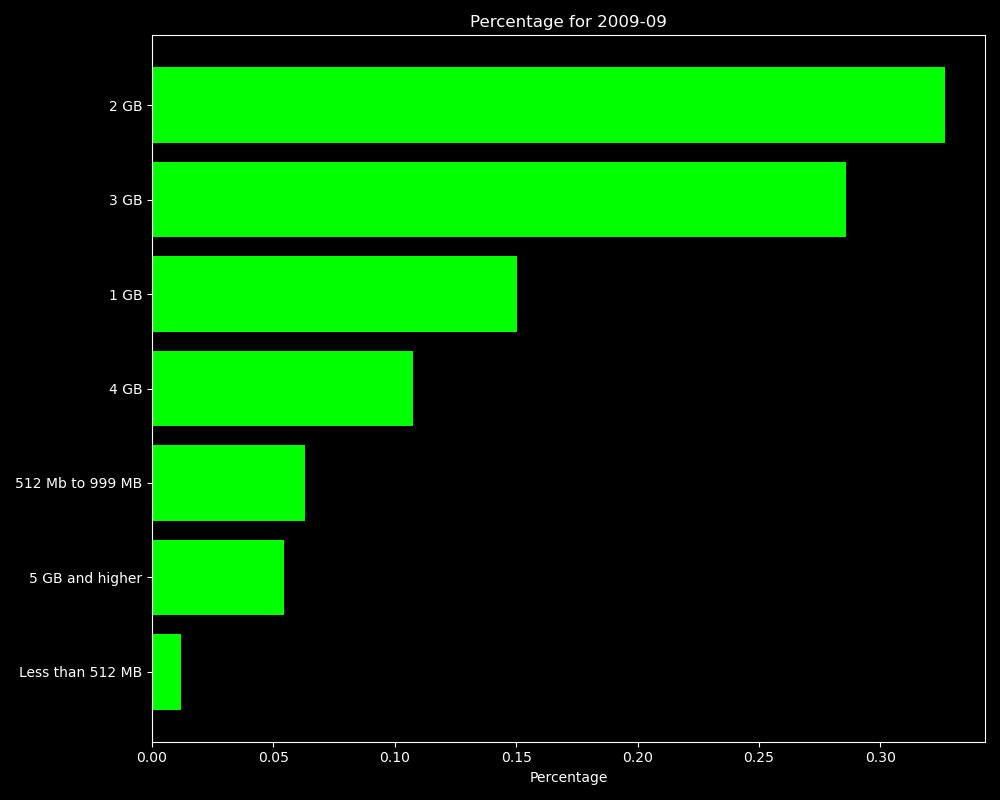 Percentage for 2009-09
2 GB
3 GB
1 GB
4 GB
512 Mb to 999 MB
5 GB and higher
Less than 512 MB
0.00 0.05 0.10 0.15 0.20 0.25 0.30
Percentage